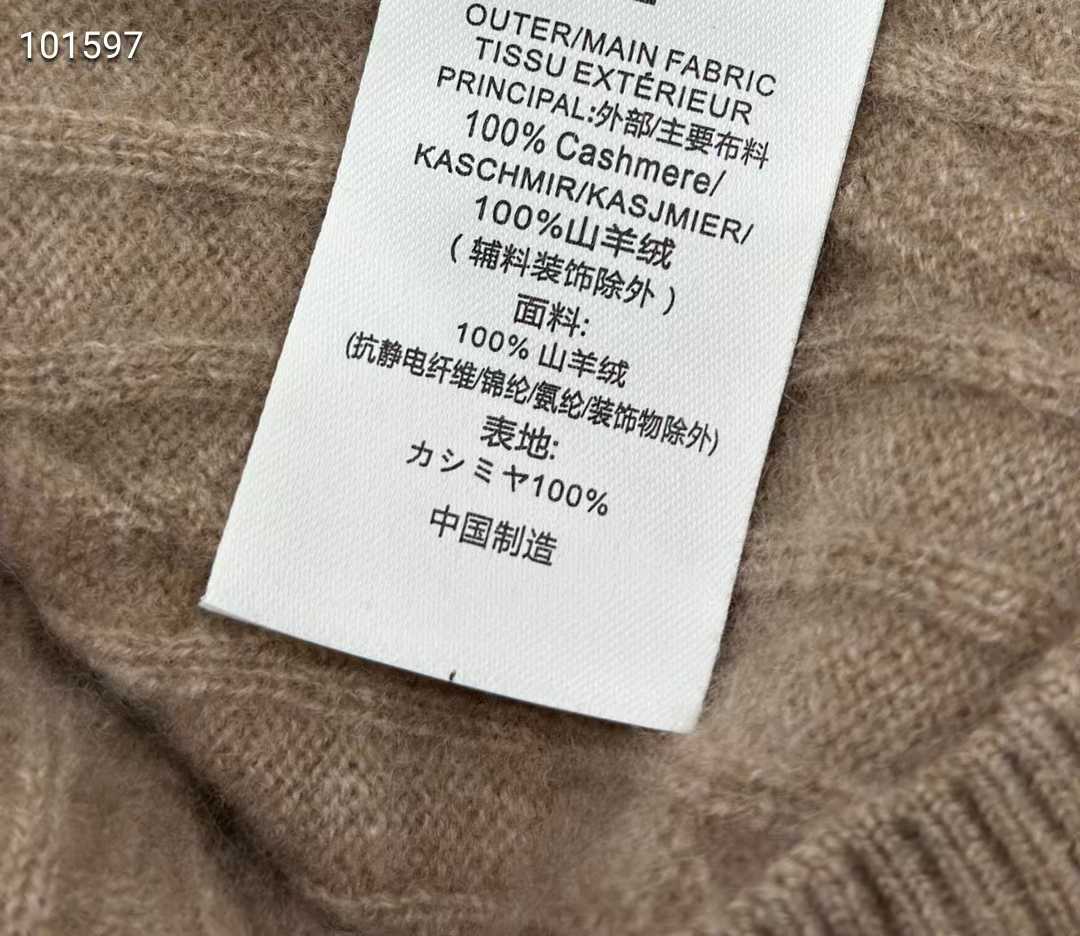 101597
OUTER/MAIN FABRIC
TISSU EXTÉRIEUR
PRINCIPAL:外部/主要布料
100% Cashmere/
KASCHMIR/KASJMIER/
100%山羊绒
(辅料装饰除外)
面料:
100% 山羊绒
(抗静电纤维/锦纶/氨纶/装饰物除外)
表地:
カシミヤ100%
中国制造